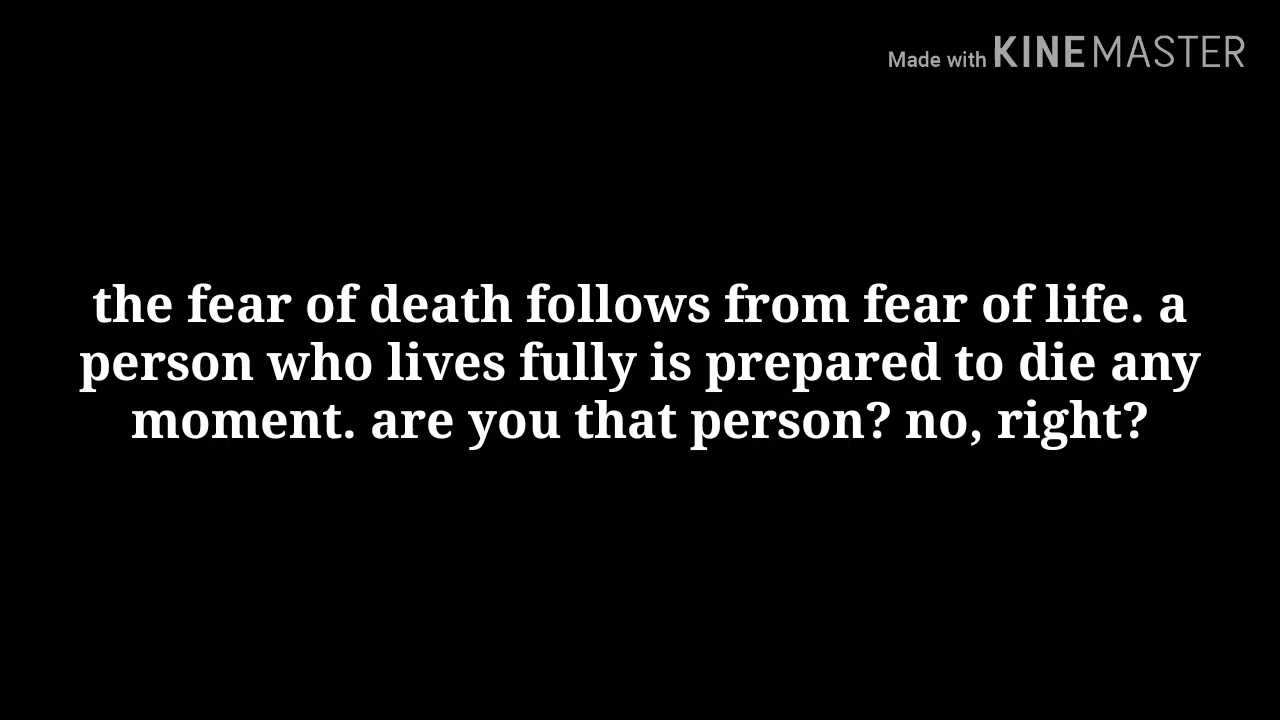 Made with KINEMASTER
the fear of death follows from fear of life. a
person who lives fully is prepared to die any
moment. are you that person? no, right?